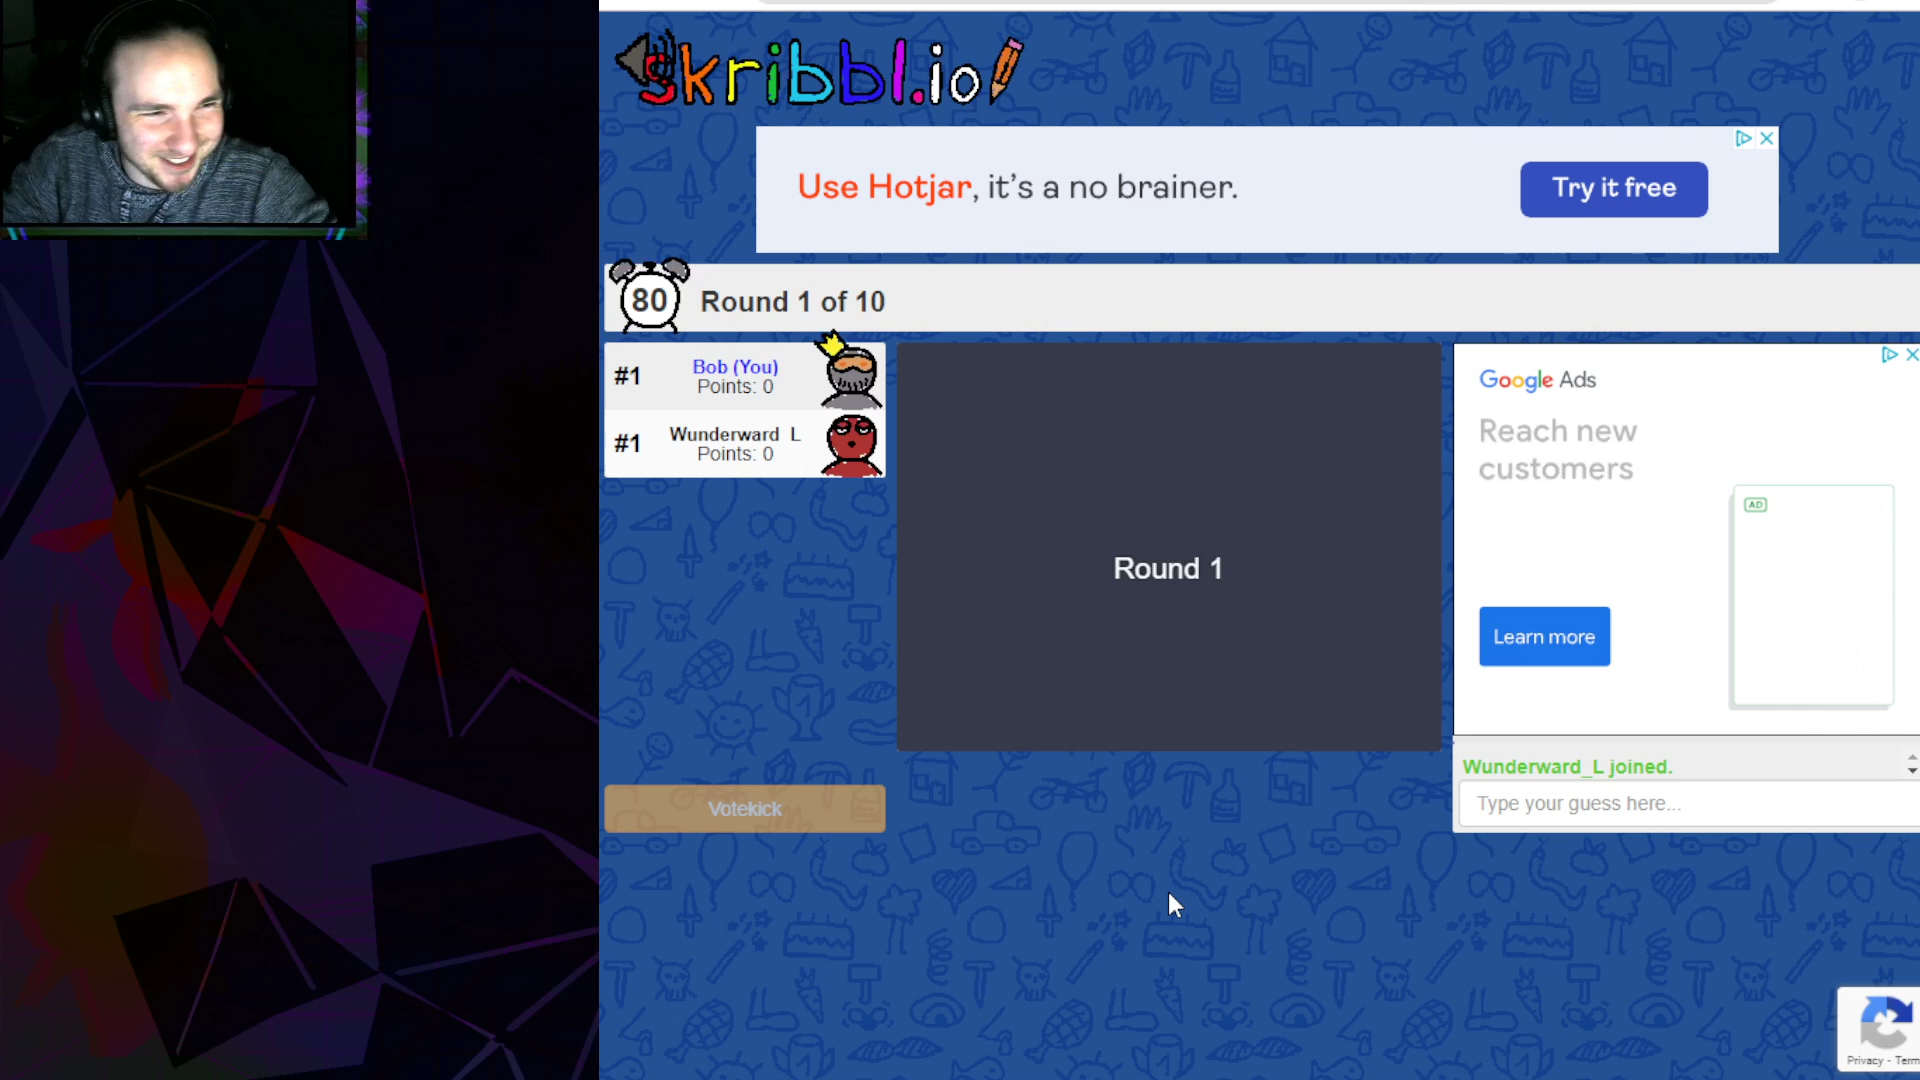 skribbl.io
Use Hotjar, it's a no brainer.
Try it free
80
Round 1 of 10
#1
Bob (You)
Points: 0
#1
Wunderward L
Points: 0
Round 1
Google Ads
Reach new
customers
AD
Learn more
Wunderward_L joined.
Type your guess here...
Votekick
Privacy - Term